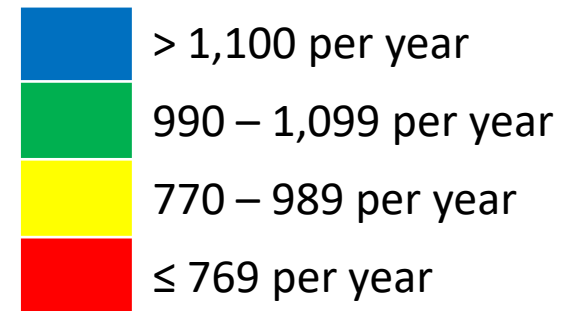 > 1,100 per year
990 – 1,099 per year
770 – 989 per year
≤ 769 per year